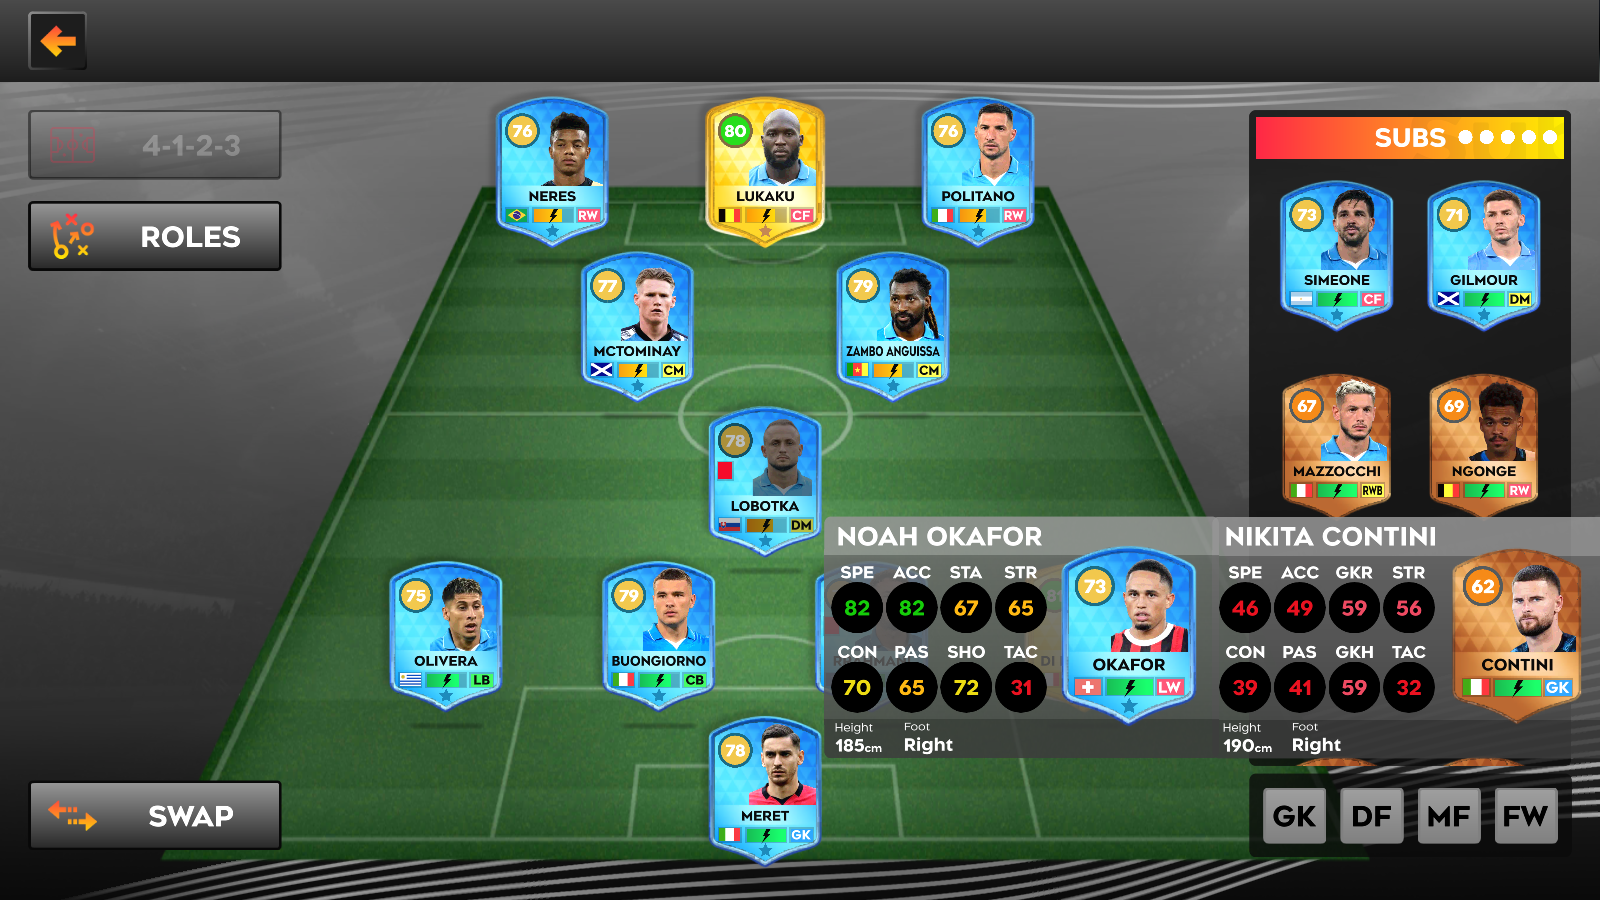 4-1-2-3
ROLES
SWAP
76
NERES
RW
80
LUKAKU
CF
76
POLITANO
RW
77
MCTOMINAY
CM
79
ZAMBO ANGUISSA
CM
78
LOBOTKA
DM
75
OLIVERA
LB
79
BUONGIORNO
CB
78
MERET
GK
SUBS
73
SIMEONE
CF
71
GILMOUR
DM
67
MAZZOCCHI
RWB
69
NGONGE
RW
NOAH OKAFOR
SPE ACC STA STR
82 82 67 65
CON PAS SHO TAC
70 65 72 31
Height Foot
185cm Right
73
OKAFOR
LW
NIKITA CONTINI
SPE ACC GKR STR
46 49 59 56
CON PAS GKH TAC
39 41 59 32
Height Foot
190cm Right
62
CONTINI
GK
GK DF MF FW